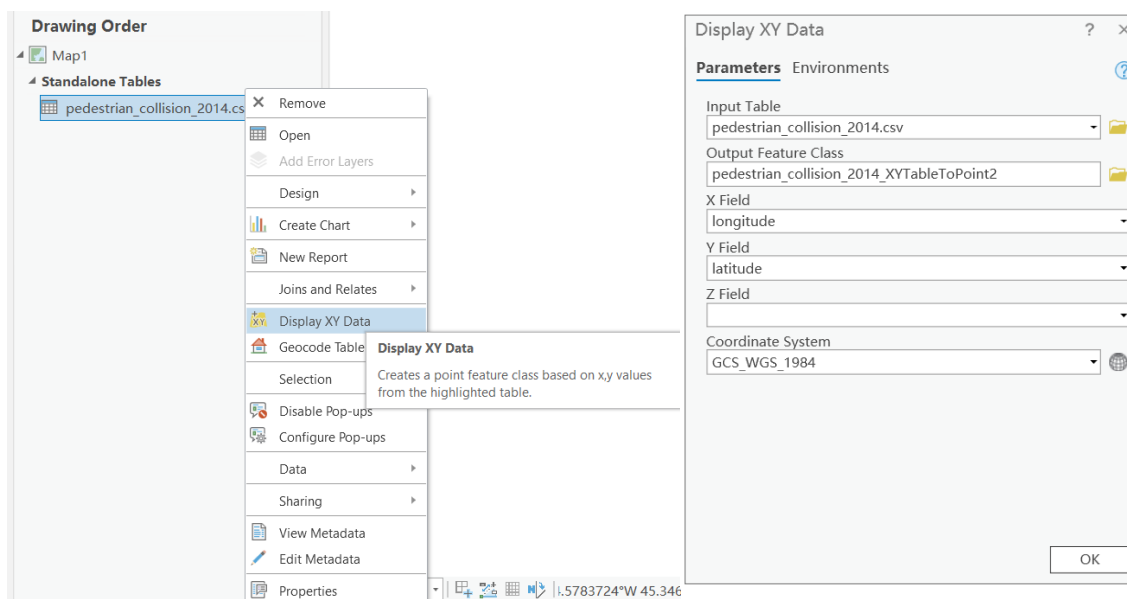 Drawing Order
Map1
Standalone Tables
pedestrian_collision_2014.cs
Remove
Open
Add Error Layers
Design
Create Chart
New Report
Joins and Relates
Display XY Data
Geocode Table
Selection
Disable Pop-ups
Configure Pop-ups
Data
Sharing
View Metadata
Edit Metadata
Properties
Display XY Data
Creates a point feature class based on x,y values
from the highlighted table.
.5783724°W 45.346
Display XY Data
?
Parameters Environments
Input Table
pedestrian_collision_2014.csv
Output Feature Class
pedestrian_collision_2014_XYTableToPoint2
X Field
longitude
Y Field
latitude
Z Field
Coordinate System
GCS_WGS_1984
OK